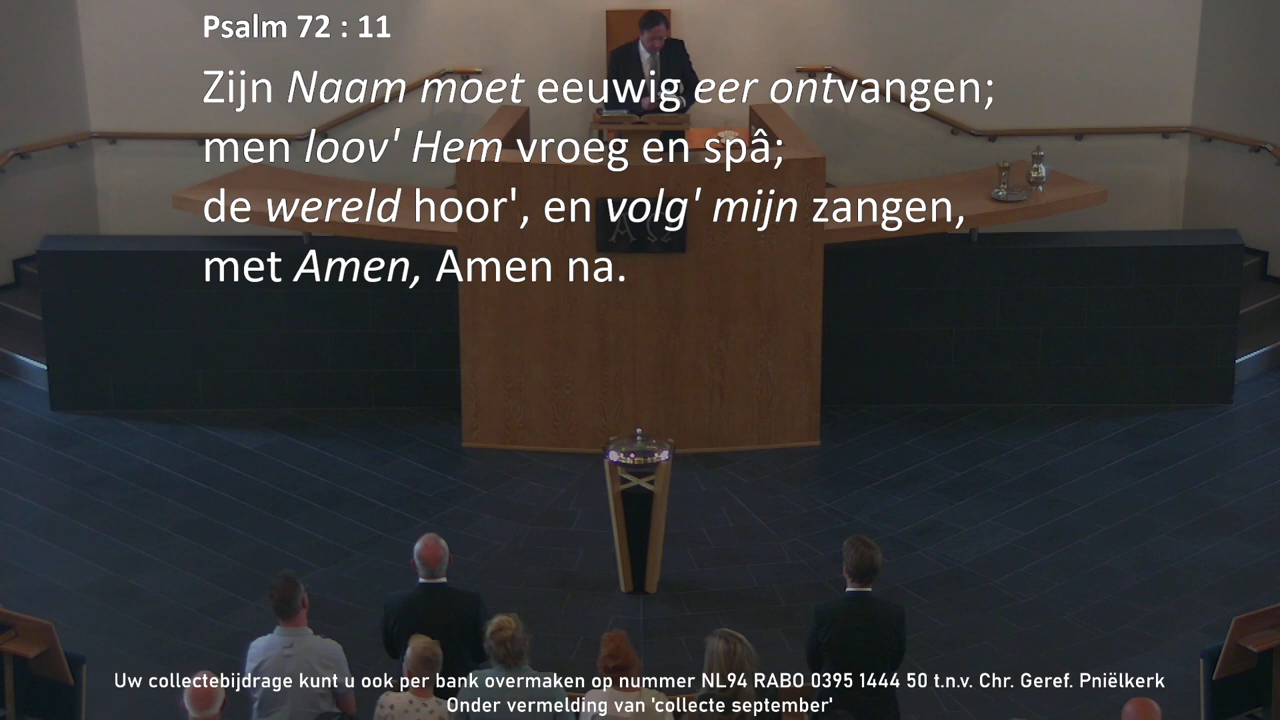 Psalm 72 : 11
Zijn Naam moet eeuwig eer ontvangen;
men loov' Hem vroeg en spâ;
de wereld hoor', en volg' mijn zangen,
met Amen, Amen na.
Α Ω
Uw collectebijdrage kunt u ook per bank overmaken op nummer NL94 RABO 0395 1444 50 t.n.v. Chr. Geref. Pniëlkerk
Onder vermelding van 'collecte september'